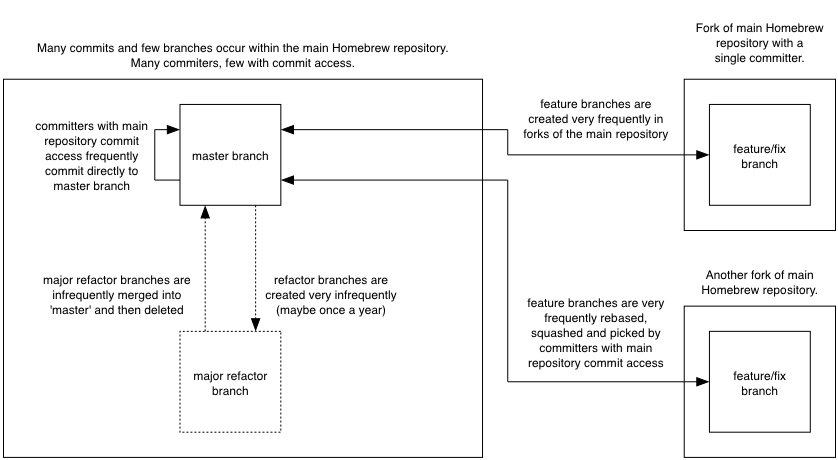 Many commits and few branches occur within the main Homebrew repository.
Many commiters, few with commit access.
Fork of main Homebrew
repository with a
single committer.
committers with main
repository commit
access frequently
commit directly to
master branch
master branch
feature branches are
created very frequently in
forks of the main repository
feature/fix
branch
major refactor branches are
infrequently merged into
'master' and then deleted
refactor branches are
created very infrequently
(maybe once a year)
major refactor
branch
feature branches are very
frequently rebased,
squashed and picked by
committers with main
repository commit access
Another fork of main
Homebrew repository.
feature/fix
branch